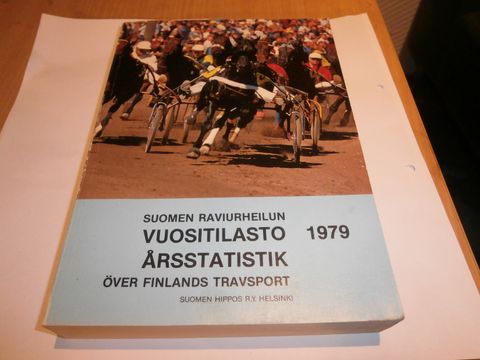 SUOMEN RAVIURHEILUN
VUOSITILASTO 1979
ÅRSSTATISTIK
ÖVER FINLANDS TRAVSPORT
SUOMEN HIPPOS R.Y. HELSINKI